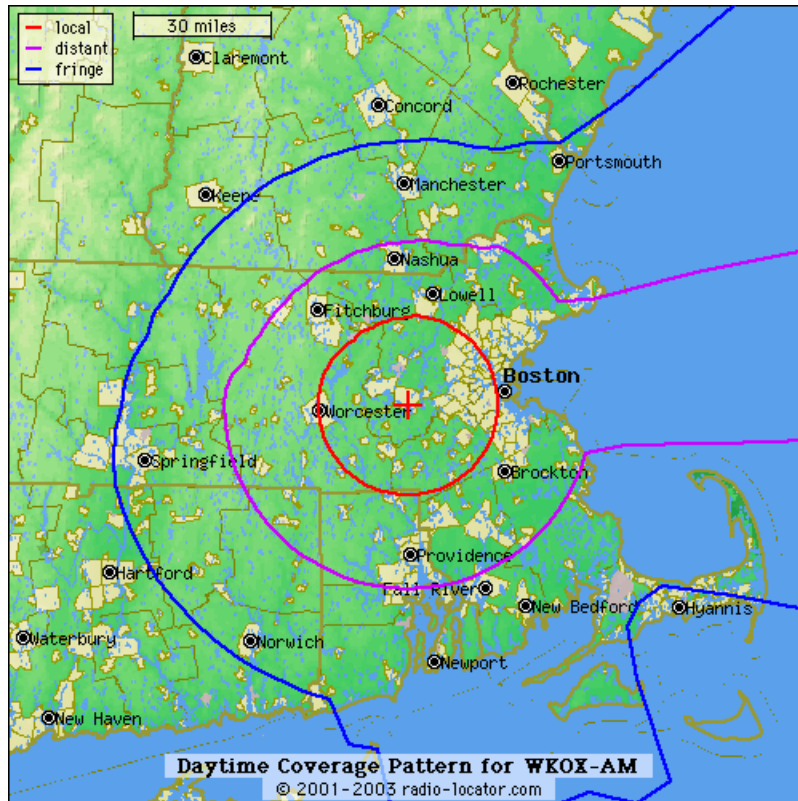 local
distant
fringe
30 miles
Claremont
Rochester
Concord
Portsmouth
Manchester
Keene
Nashua
Lowell
Fitchburg
Boston
Worcester
Springfield
Brockton
Providence
Hartford
Fall River
New Bedford
Hyannis
Waterbury
Norwich
Newport
New Haven
Daytime Coverage Pattern for WKOX-AM
© 2001-2003 radio-locator.com